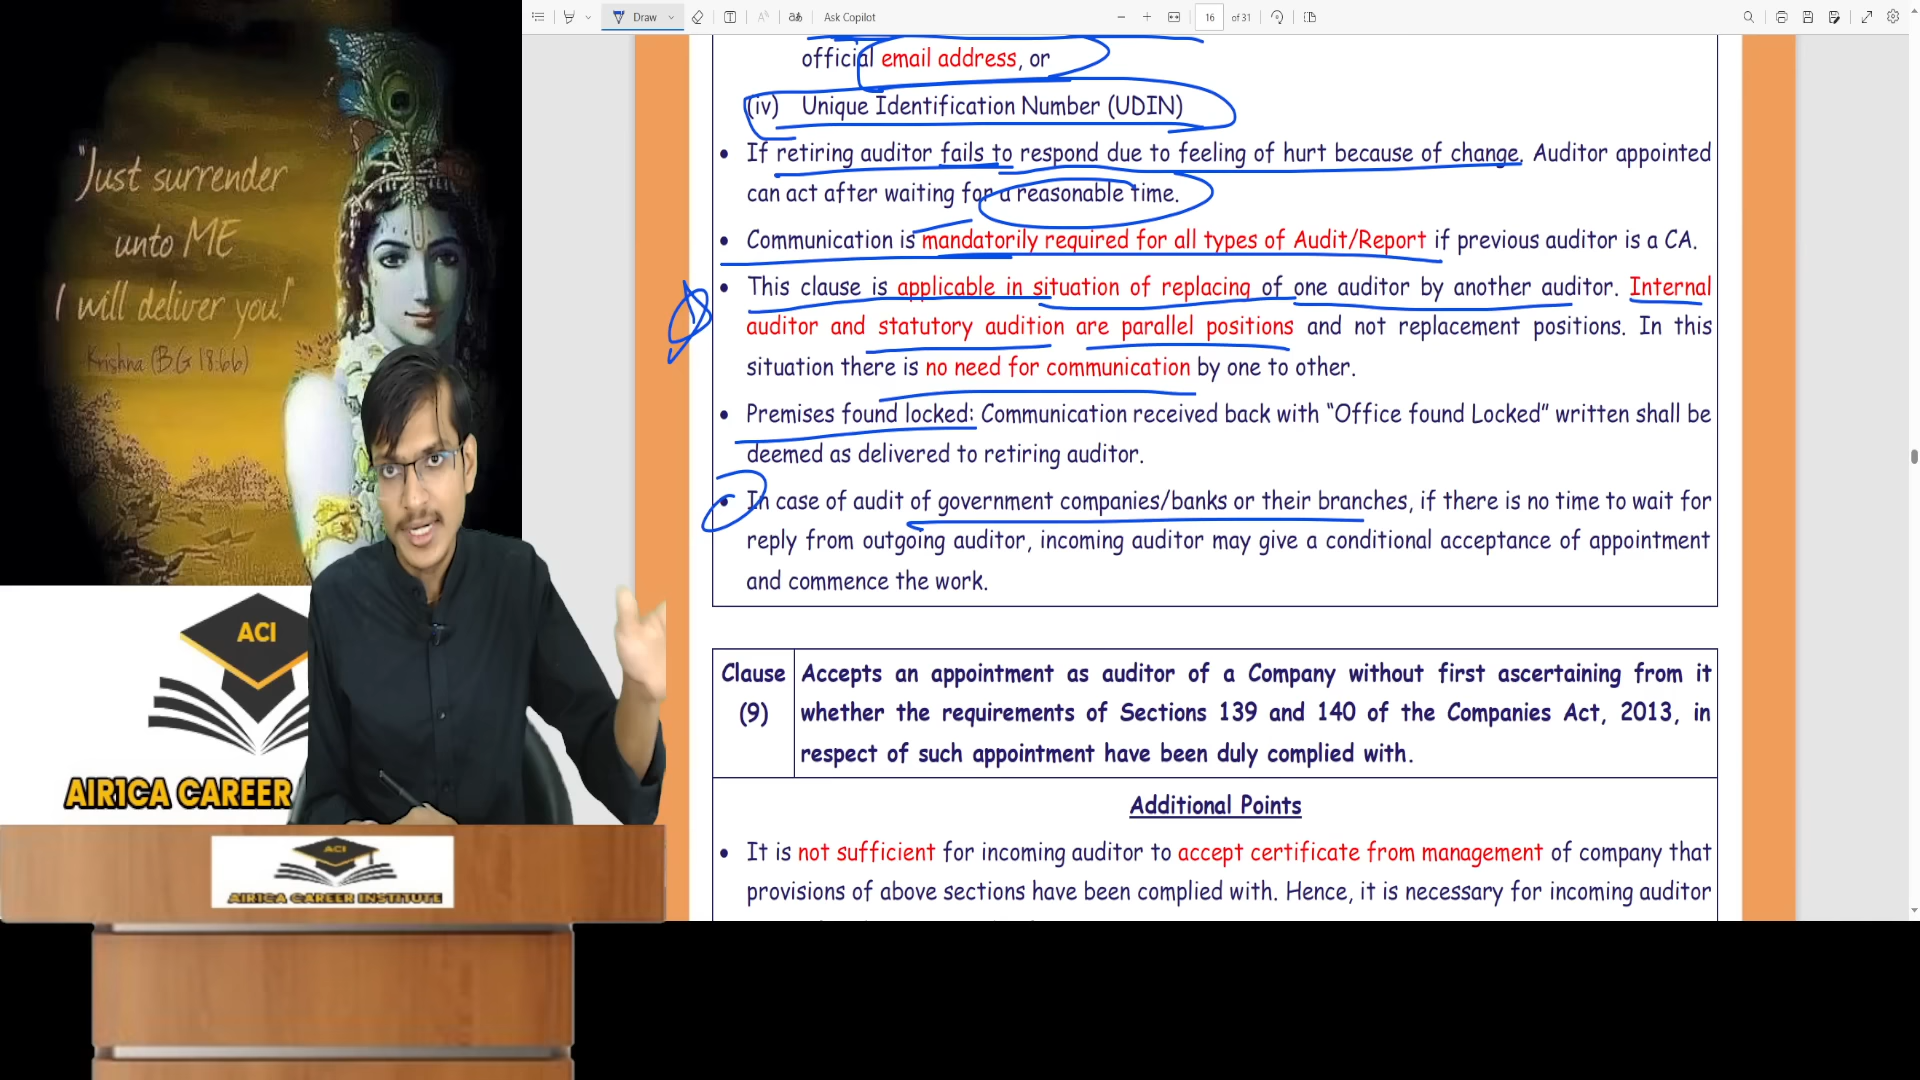 Draw
Ask Copilot
16
of 31
"Just surrender
unto ME
I will deliver you!"
Krishna (B.G 18:66)
ACI
AIR1CA CAREER
ACI
AIR1CA CAREER INSTITUTE
official email address, or
(iv) Unique Identification Number (UDIN)
• If retiring auditor fails to respond due to feeling of hurt because of change. Auditor appointed
can act after waiting for a reasonable time.
• Communication is mandatorily required for all types of Audit/Report if previous auditor is a CA.
• This clause is applicable in situation of replacing of one auditor by another auditor. Internal
auditor and statutory audition are parallel positions and not replacement positions. In this
situation there is no need for communication by one to other.
• Premises found locked: Communication received back with “Office found Locked” written shall be
deemed as delivered to retiring auditor.
• In case of audit of government companies/banks or their branches, if there is no time to wait for
reply from outgoing auditor, incoming auditor may give a conditional acceptance of appointment
and commence the work.
Clause
(9)
Accepts an appointment as auditor of a Company without first ascertaining from it
whether the requirements of Sections 139 and 140 of the Companies Act, 2013, in
respect of such appointment have been duly complied with.
Additional Points
• It is not sufficient for incoming auditor to accept certificate from management of company that
provisions of above sections have been complied with. Hence, it is necessary for incoming auditor